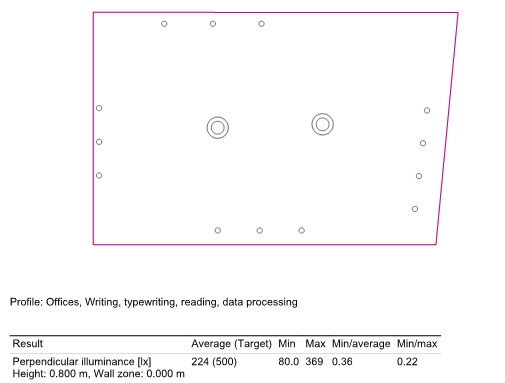 Profile: Offices, Writing, typewriting, reading, data processing
Result Average (Target) Min Max Min/average Min/max
Perpendicular illuminance [lx] 224 (500) 80.0 369 0.36 0.22
Height: 0.800 m, Wall zone: 0.000 m